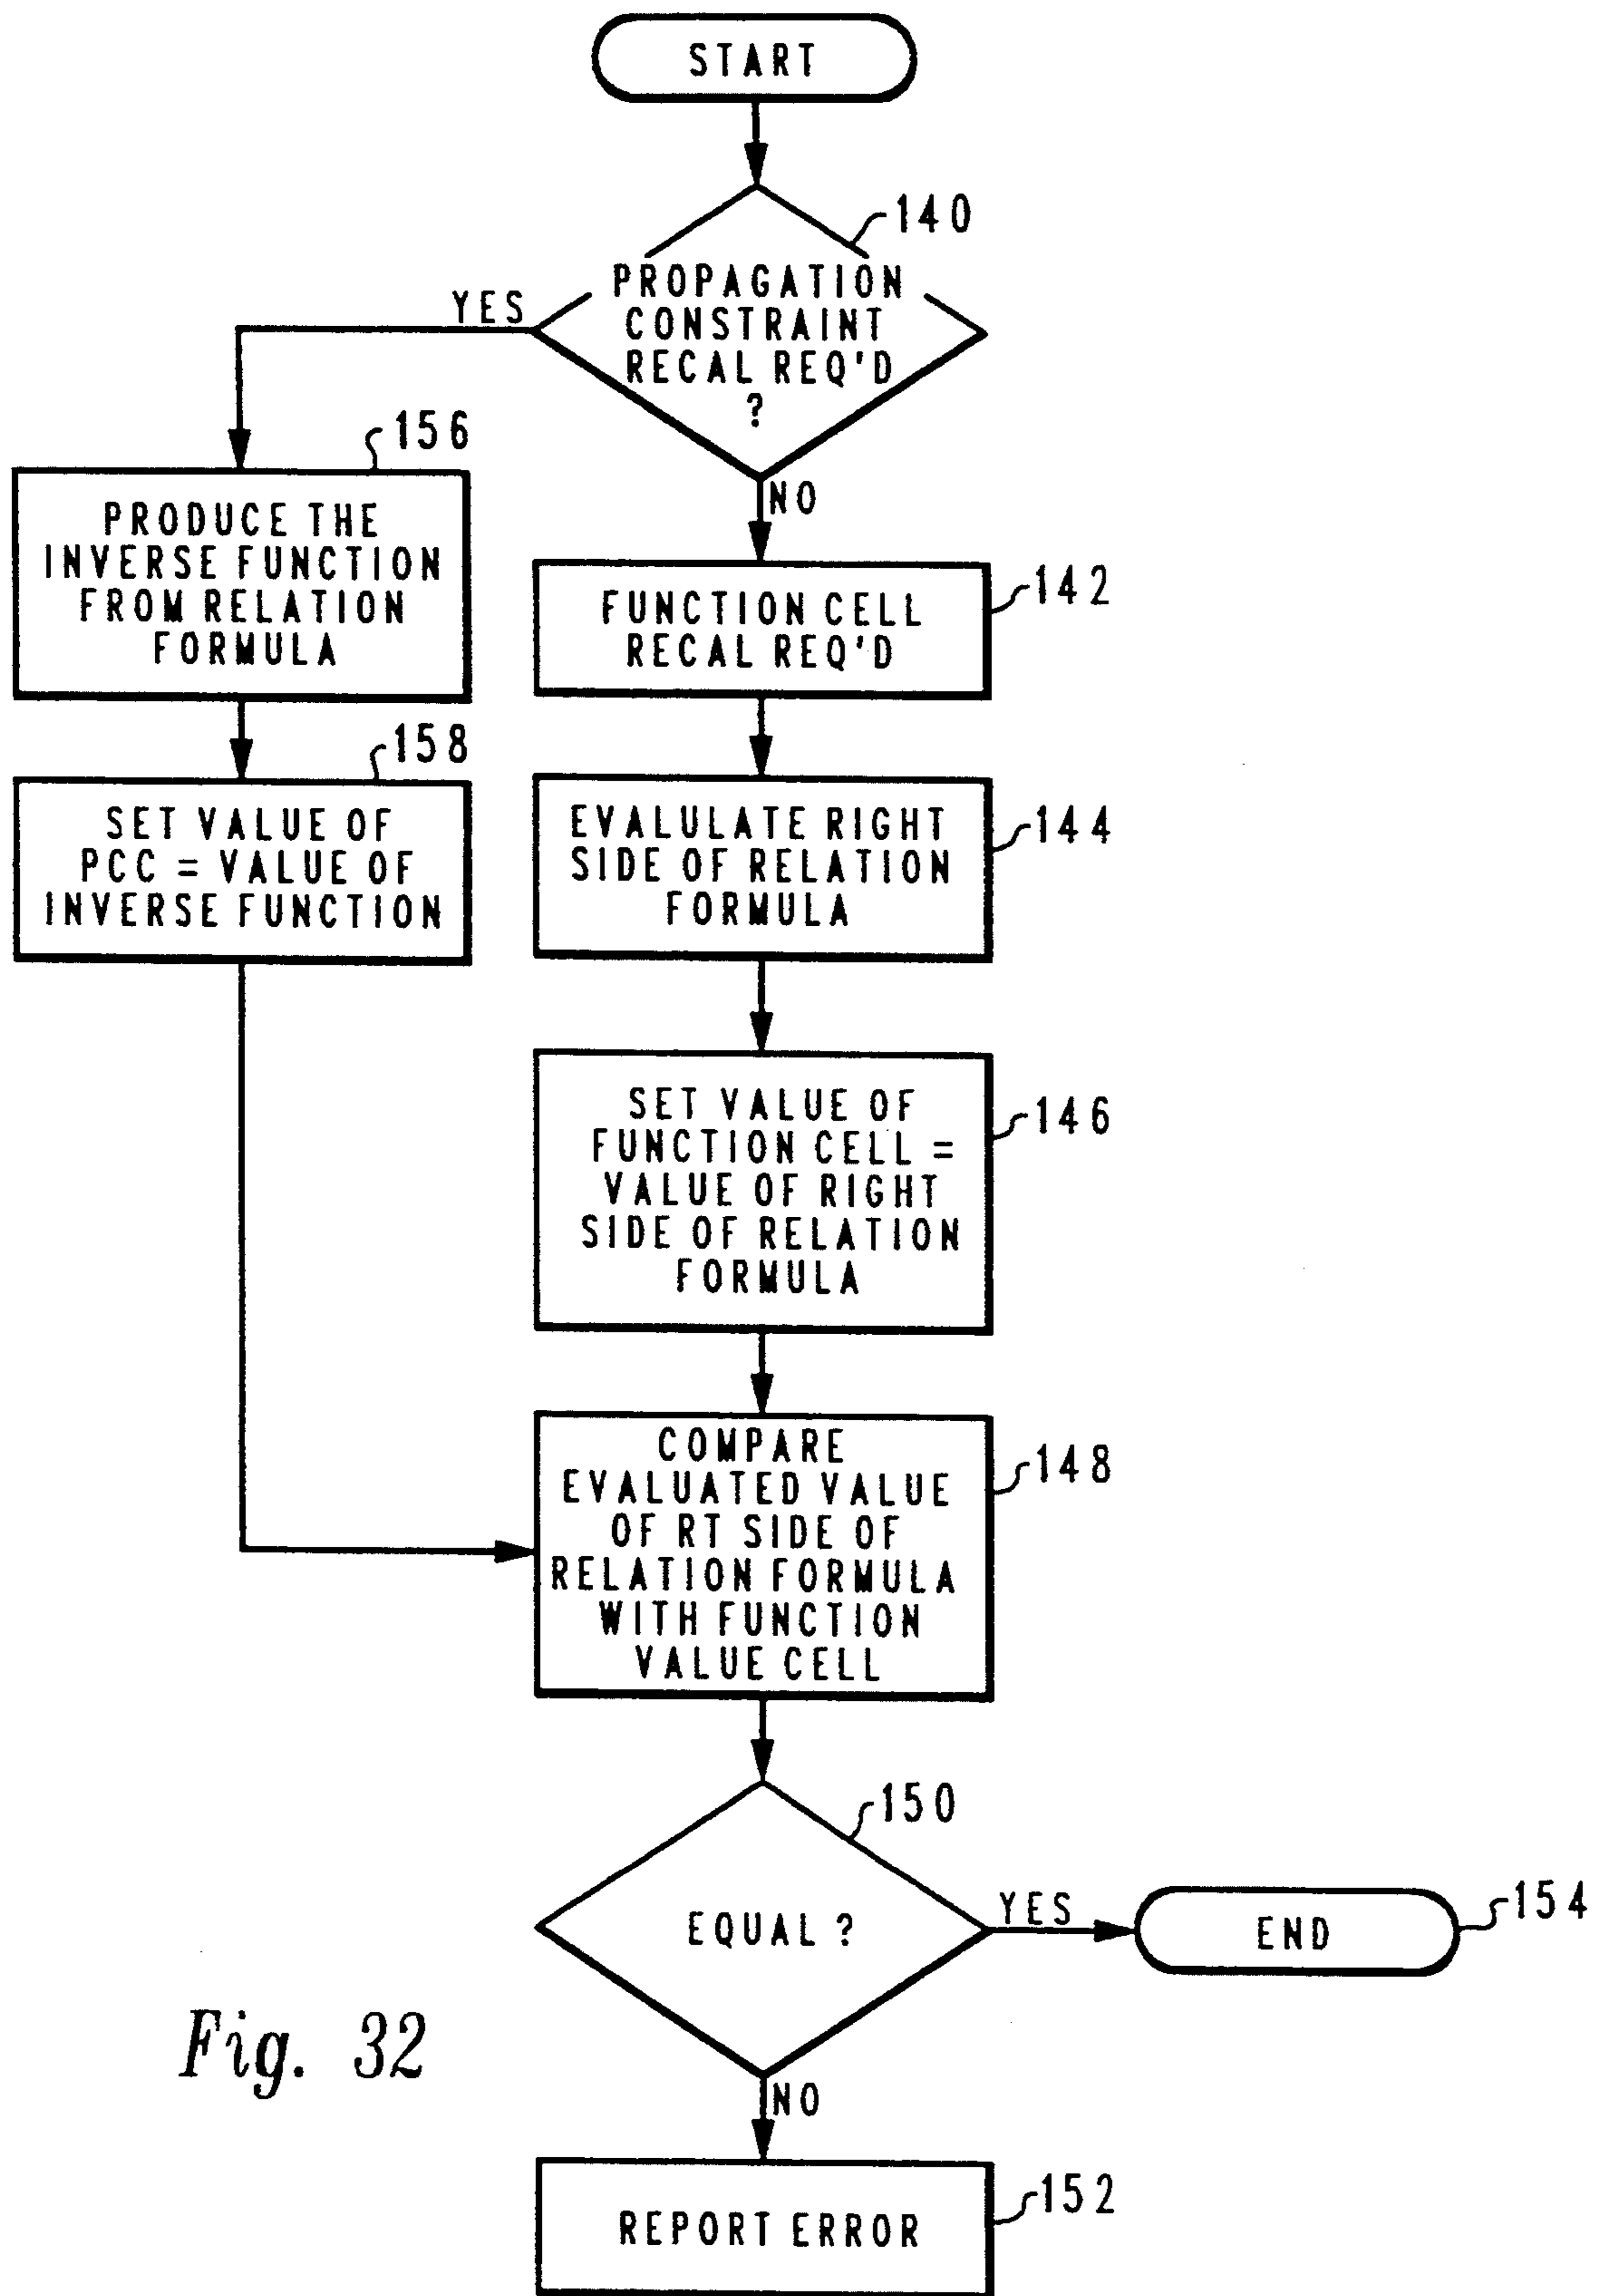 START
140
PROPAGATION
CONSTRAINT
RECAL REQ'D
?
YES
NO
156
PRODUCE THE
INVERSE FUNCTION
FROM RELATION
FORMULA
142
FUNCTION CELL
RECAL REQ'D
158
SET VALUE OF
PCC = VALUE OF
INVERSE FUNCTION
144
EVALULATE RIGHT
SIDE OF RELATION
FORMULA
146
SET VALUE OF
FUNCTION CELL =
VALUE OF RIGHT
SIDE OF RELATION
FORMULA
148
COMPARE
EVALUATED VALUE
OF RT SIDE OF
RELATION FORMULA
WITH FUNCTION
VALUE CELL
150
EQUAL ?
YES
END
154
NO
152
REPORT ERROR
Fig. 32